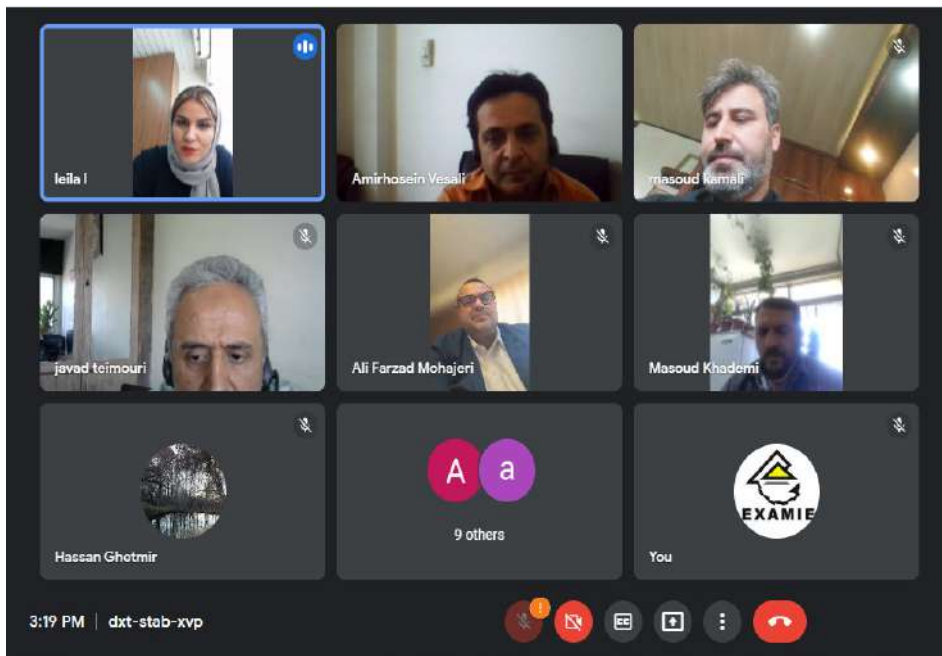 leila l
Amirhosein Vesali
masoud kamali
javad teimouri
Ali Farzad Mohajeri
Masoud Khademi
Hassan Ghotmir
A a
9 others
EXAMIE
You
3:19 PM | dxt-stab-xvp
!
CC